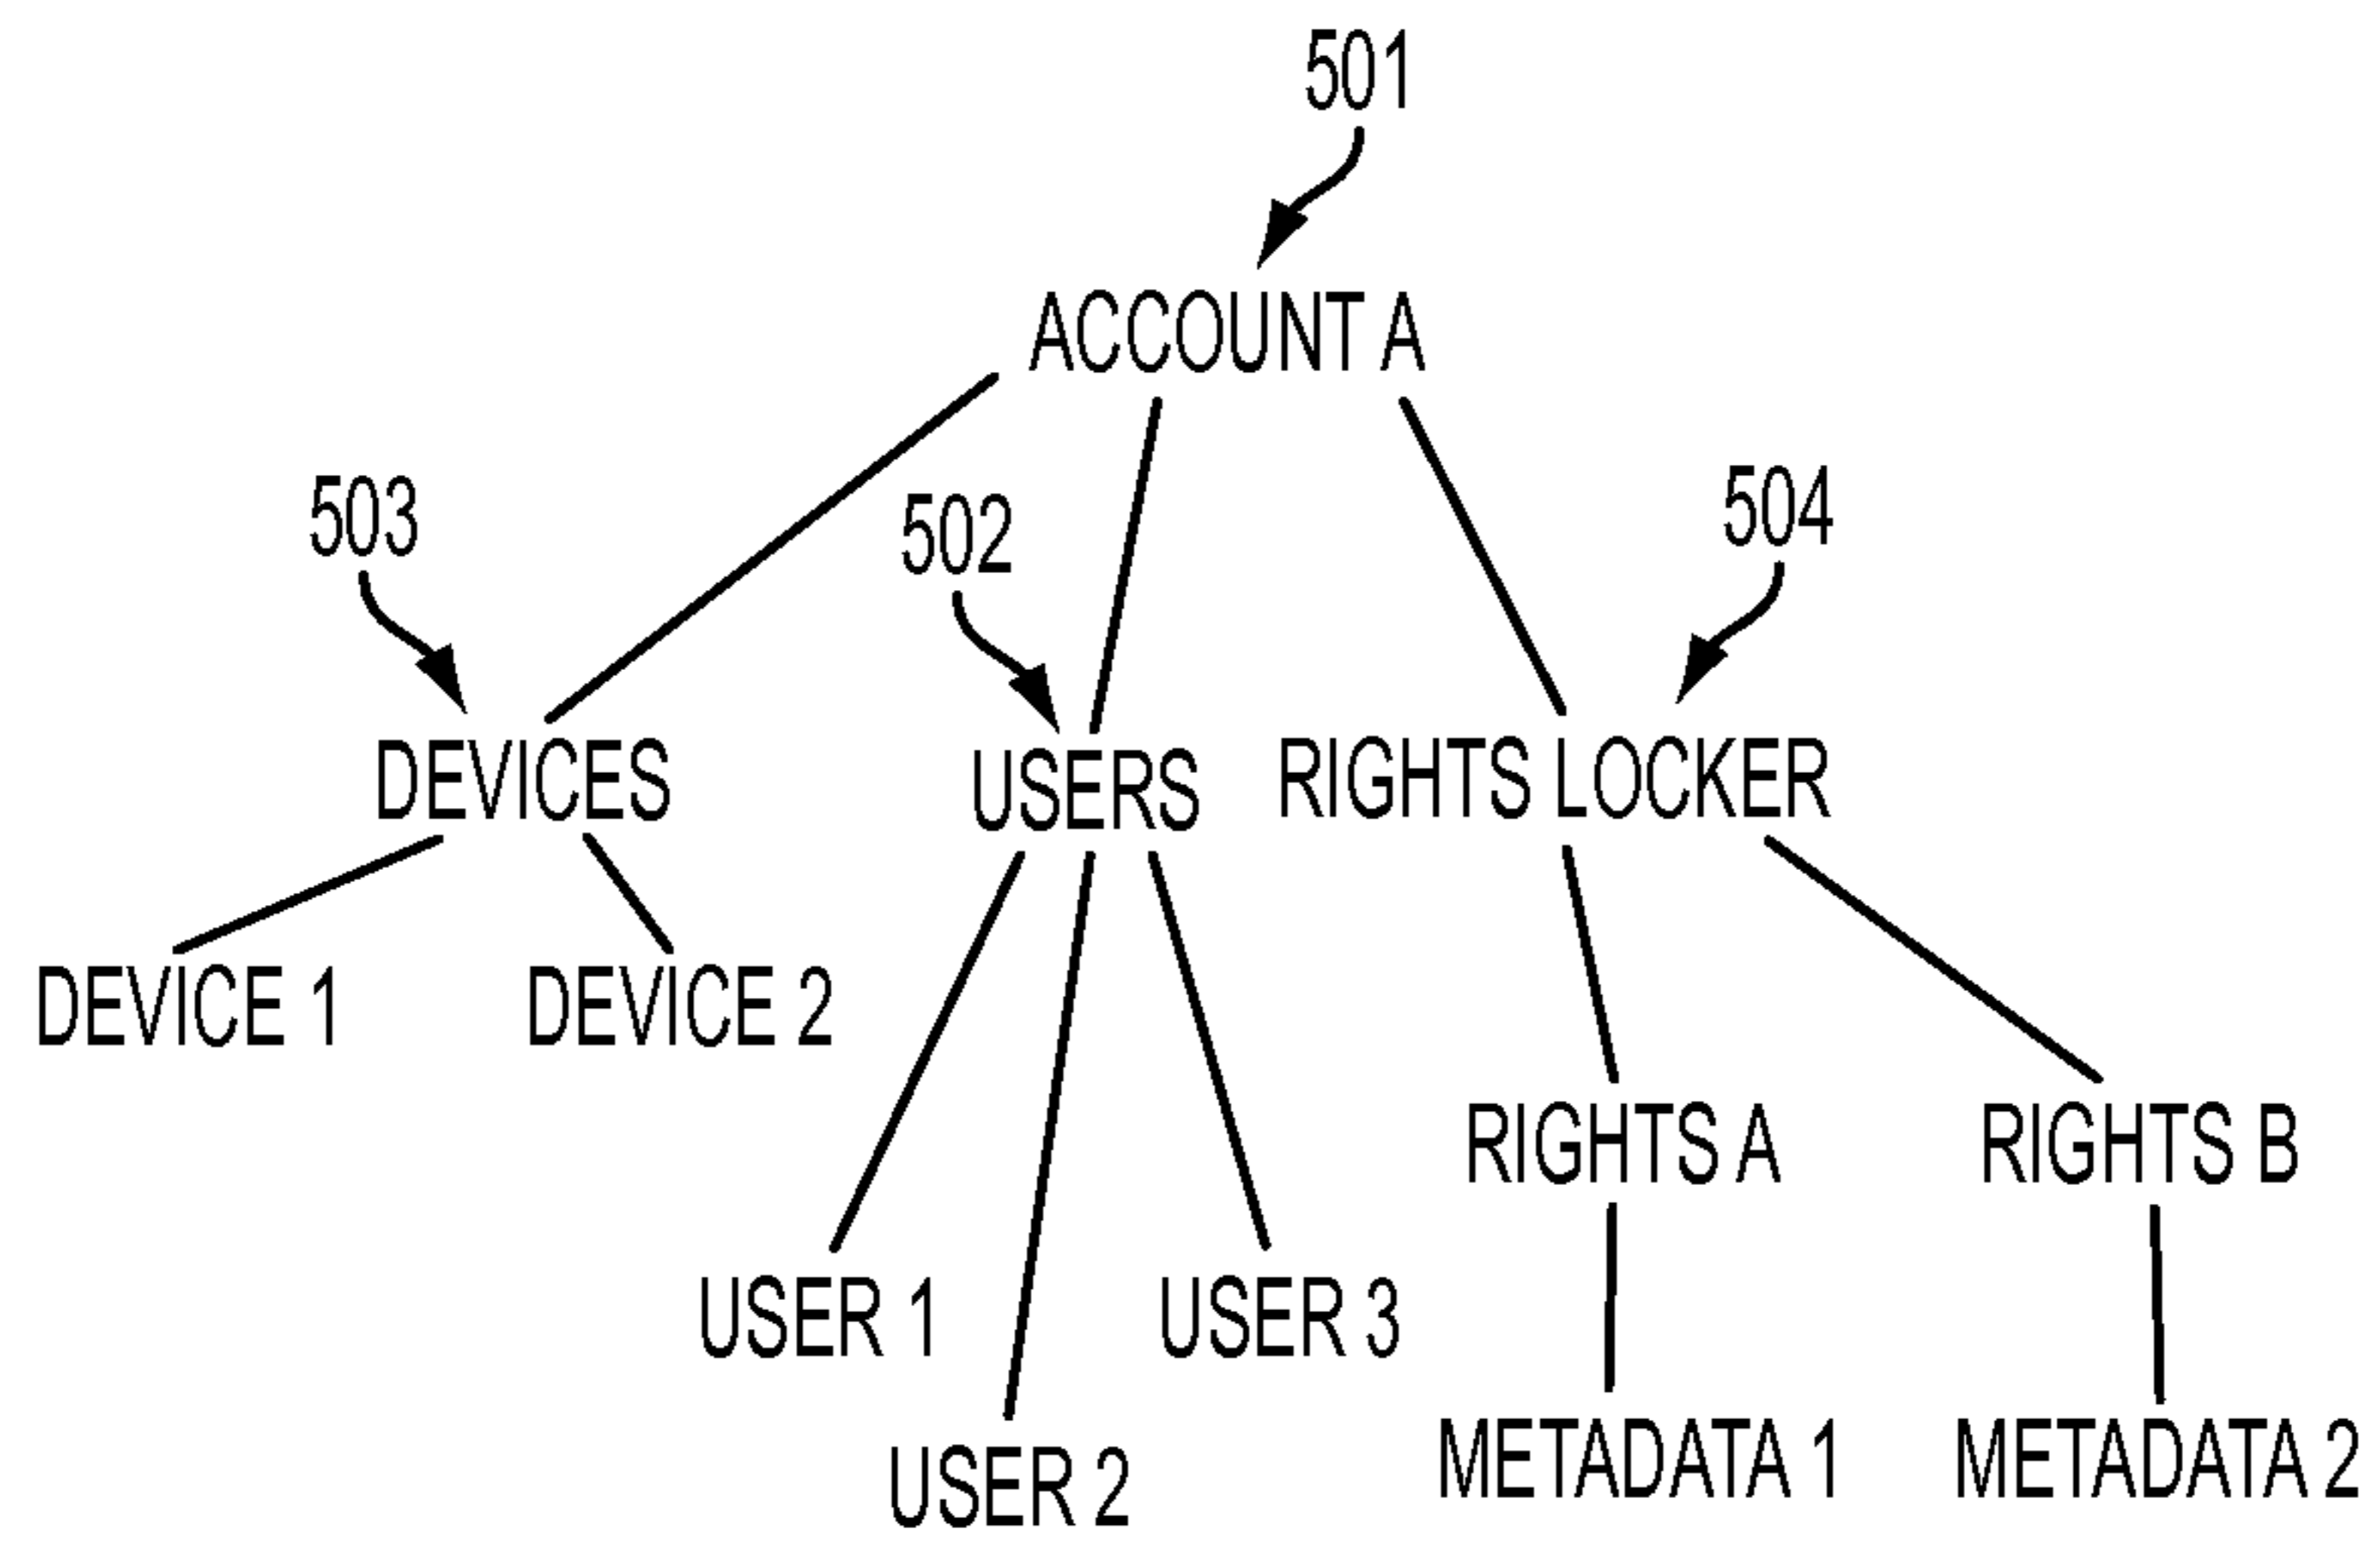 501
ACCOUNT A
503
502
504
DEVICES
USERS
RIGHTS LOCKER
DEVICE 1
DEVICE 2
RIGHTS A
RIGHTS B
USER 1
USER 3
USER 2
METADATA 1
METADATA 2